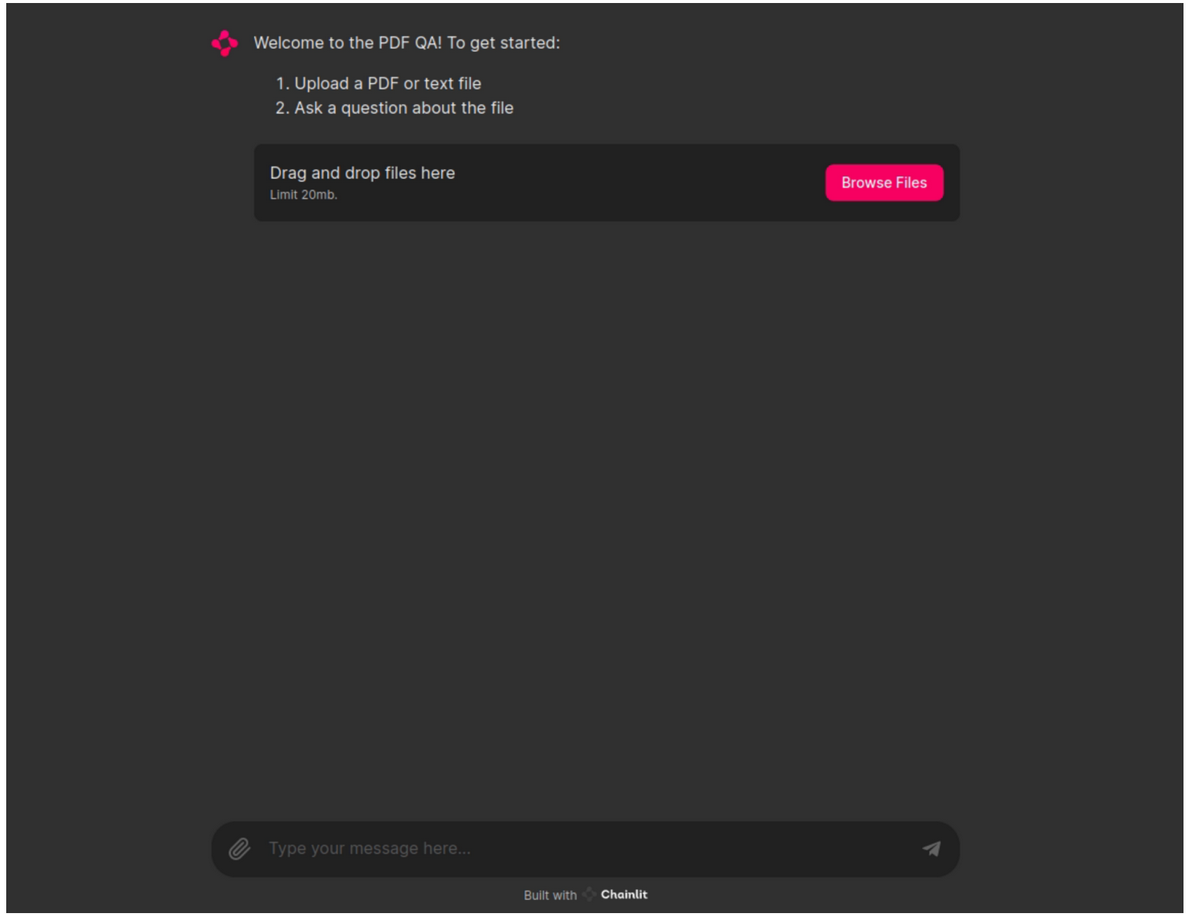 Welcome to the PDF QA! To get started:
1. Upload a PDF or text file
2. Ask a question about the file
Drag and drop files here
Limit 20mb.
Browse Files
Type your message here...
Built with Chainlit